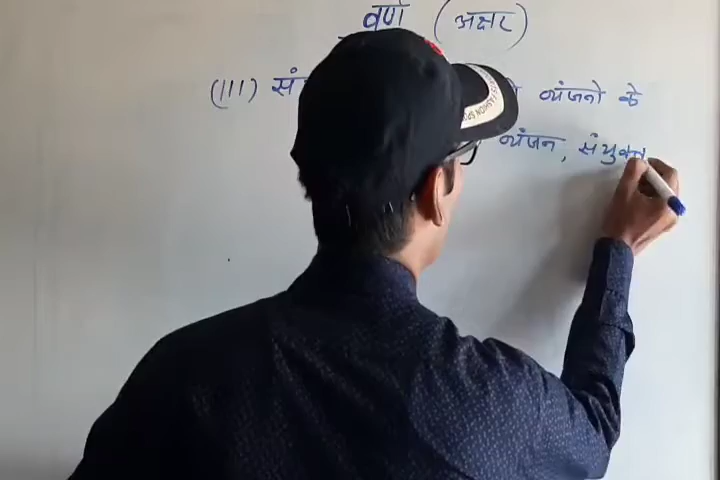 वर्ण (अक्षर)
(III) व्यंजनो के
व्यंजन, संयुक्त